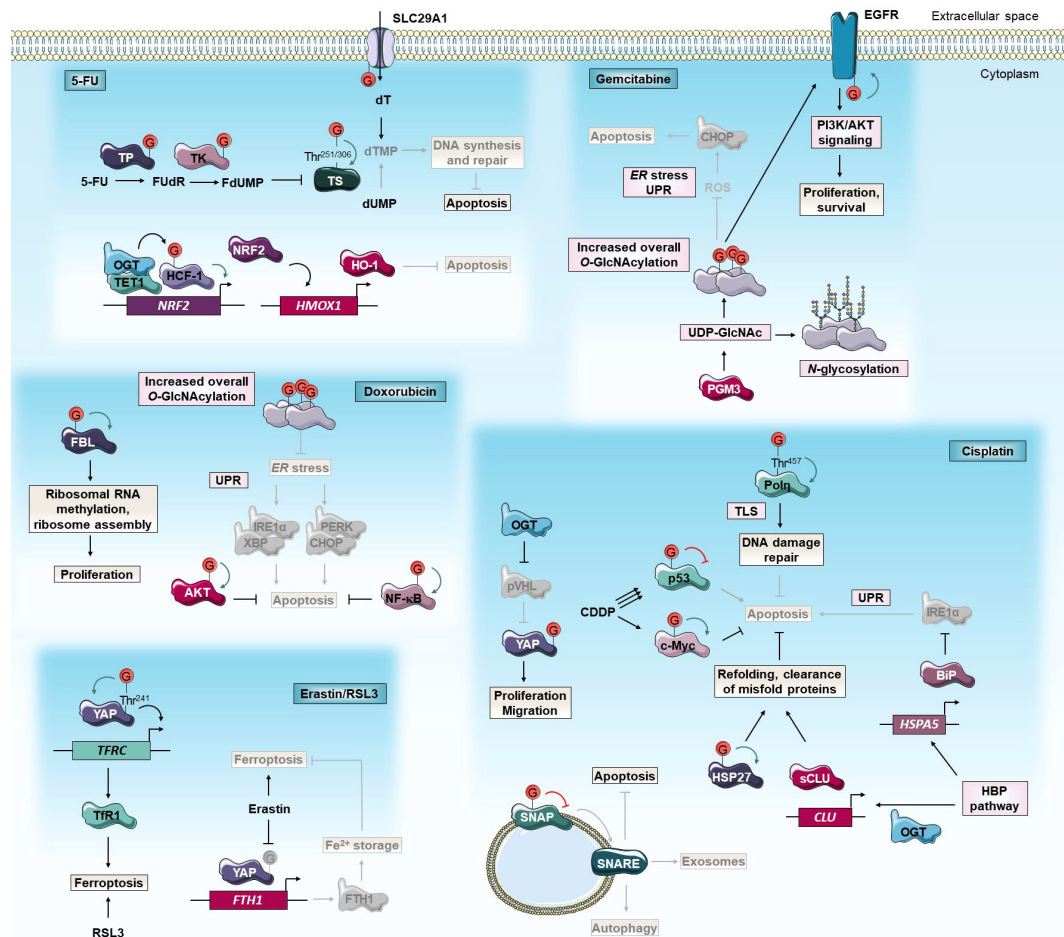 SLC29A1
EGFR
Extracellular space
Cytoplasm
5-FU
G
dT
G
Thr251/306
TS
dTMP
dUMP
DNA synthesis
and repair
Apoptosis
TP
G
TK
G
5-FU
FUdR
FdUMP
OGT
TET1
G
HCF-1
NRF2
NRF2
HMOX1
HO-1
Apoptosis
Gemcitabine
G
PI3K/AKT
signaling
Proliferation,
survival
Apoptosis
CHOP
ER stress
UPR
ROS
Increased overall
O-GlcNAcylation
G
G
G
UDP-GlcNAc
N-glycosylation
PGM3
Increased overall
O-GlcNAcylation
G
G
G
Doxorubicin
G
FBL
Ribosomal RNA
methylation,
ribosome assembly
Proliferation
ER stress
UPR
IRE1α
XBP
PERK
CHOP
G
AKT
Apoptosis
G
NF-κB
Erastin/RSL3
G
Thr241
YAP
TFRC
TfR1
Ferroptosis
RSL3
Ferroptosis
Erastin
G
YAP
FTH1
FTH1
Fe2+ storage
Cisplatin
G
Thr457
Polη
TLS
DNA damage
repair
OGT
pVHL
YAP
G
Proliferation
Migration
CDDP
G
p53
G
c-Myc
Apoptosis
UPR
IRE1α
BiP
HSPA5
Refolding, clearance
of misfold proteins
G
HSP27
sCLU
CLU
OGT
HBP
pathway
G
SNAP
SNARE
Apoptosis
Exosomes
Autophagy